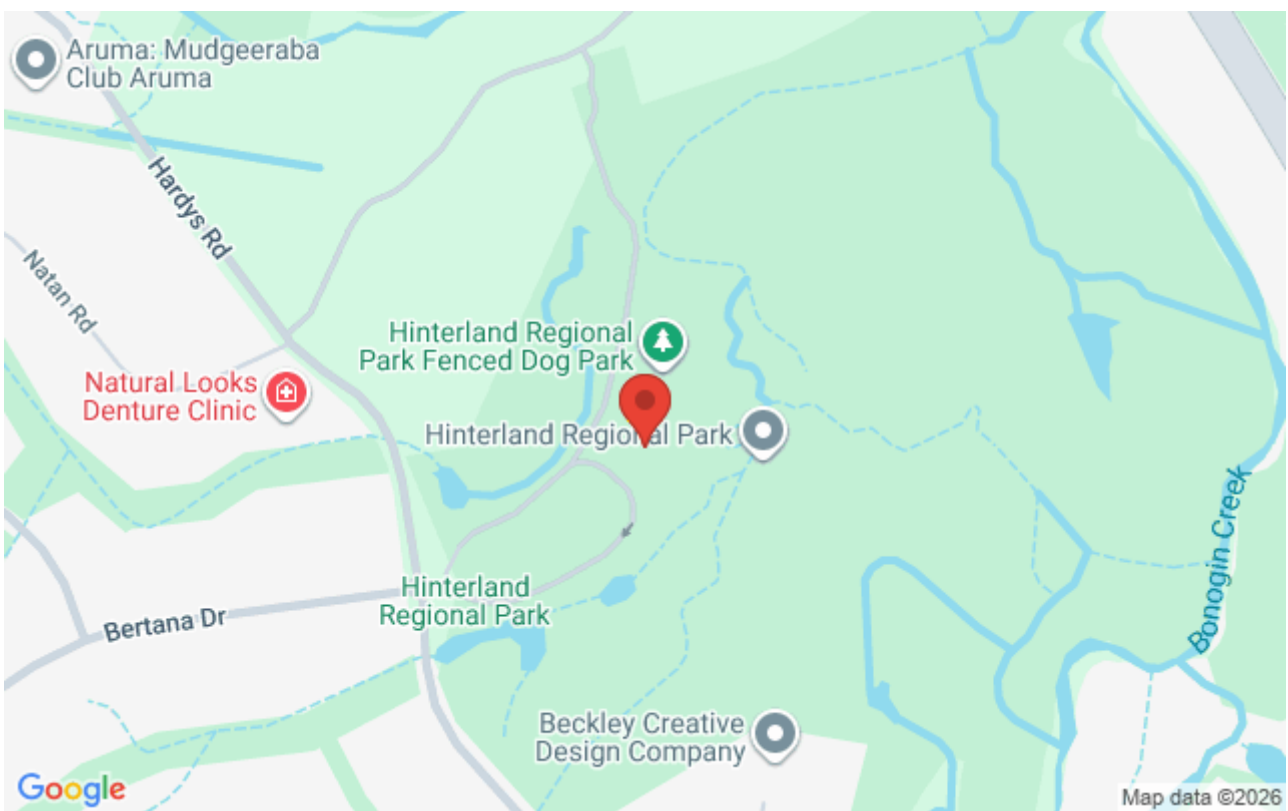 Aruma: Mudgeeraba
Club Aruma
Hardys Rd
Natan Rd
Hinterland Regional
Park Fenced Dog Park
Natural Looks
Denture Clinic
Hinterland Regional Park
Bonogin Creek
Hinterland
Regional Park
Bertana Dr
Beckley Creative
Design Company
Google
Map data ©2026